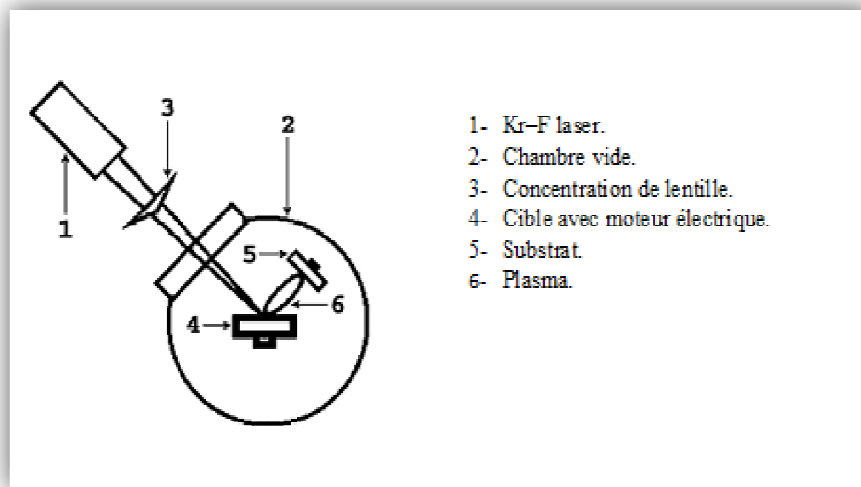 3
2
1
5
6
4
1- Kr–F laser.
2- Chambre vide.
3- Concentration de lentille.
4- Cible avec moteur électrique.
5- Substrat.
6- Plasma.